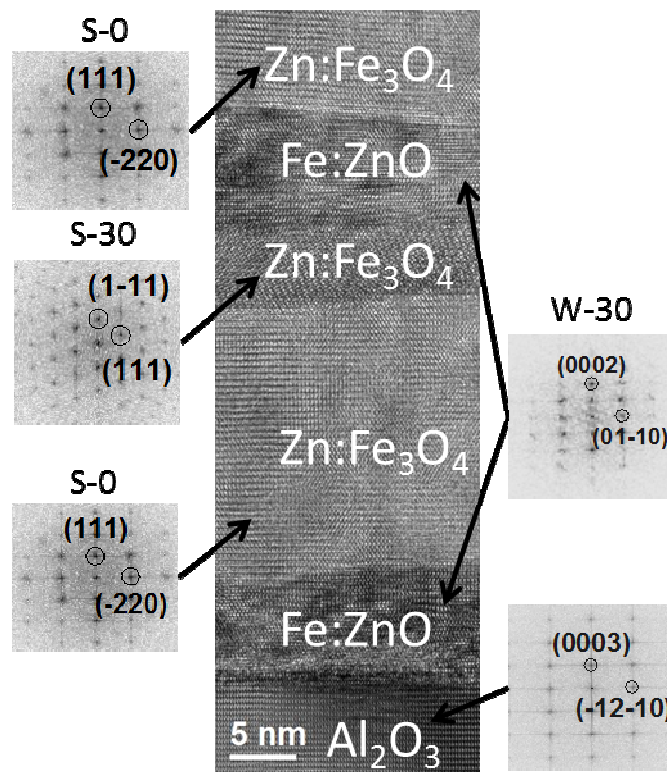 S-0
(111)
(-220)
S-30
(1-11)
(111)
S-0
(111)
(-220)
Zn:Fe₃O₄
Fe:ZnO
Zn:Fe₃O₄
Zn:Fe₃O₄
Fe:ZnO
5 nm
Al₂O₃
W-30
(0002)
(01-10)
(0003)
(-12-10)